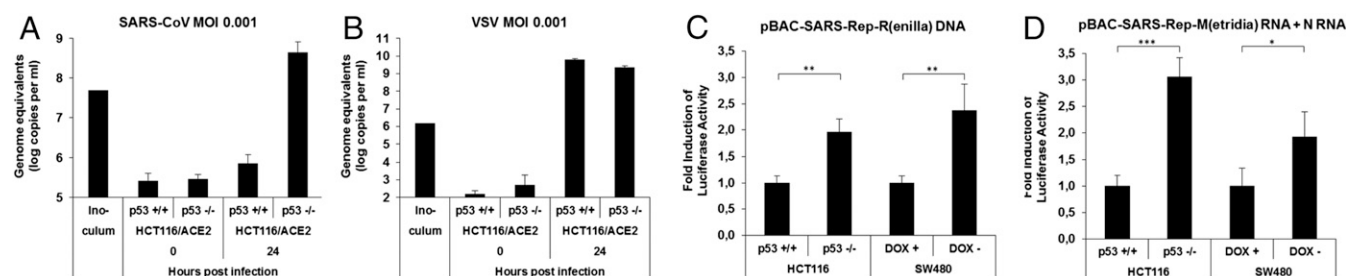 A
SARS-CoV MOI 0.001
Genome equivalents
(log copies per ml)
9
8
7
6
5
Ino-
culum
p53 +/+ p53 -/- p53 +/+ p53 -/-
HCT116/ACE2 HCT116/ACE2
0 24
Hours post infection
B
VSV MOI 0.001
Genome equivalents
(log copies per ml)
11
10
9
8
7
6
5
4
3
2
Ino-
culum
p53 +/+ p53 -/- p53 +/+ p53 -/-
HCT116/ACE2 HCT116/ACE2
0 24
Hours post infection
C
pBAC-SARS-Rep-R(enilla) DNA
Fold Induction of
Luciferase Activity
3,5
3,0
2,5
2,0
1,5
1,0
0,5
0,0
** **
p53 +/+ p53 -/- DOX + DOX -
HCT116 SW480
D
pBAC-SARS-Rep-M(etridia) RNA + N RNA
Fold Induction of
Luciferase Activity
3,5
3,0
2,5
2,0
1,5
1,0
0,5
0,0
*** *
p53 +/+ p53 -/- DOX + DOX -
HCT116 SW480